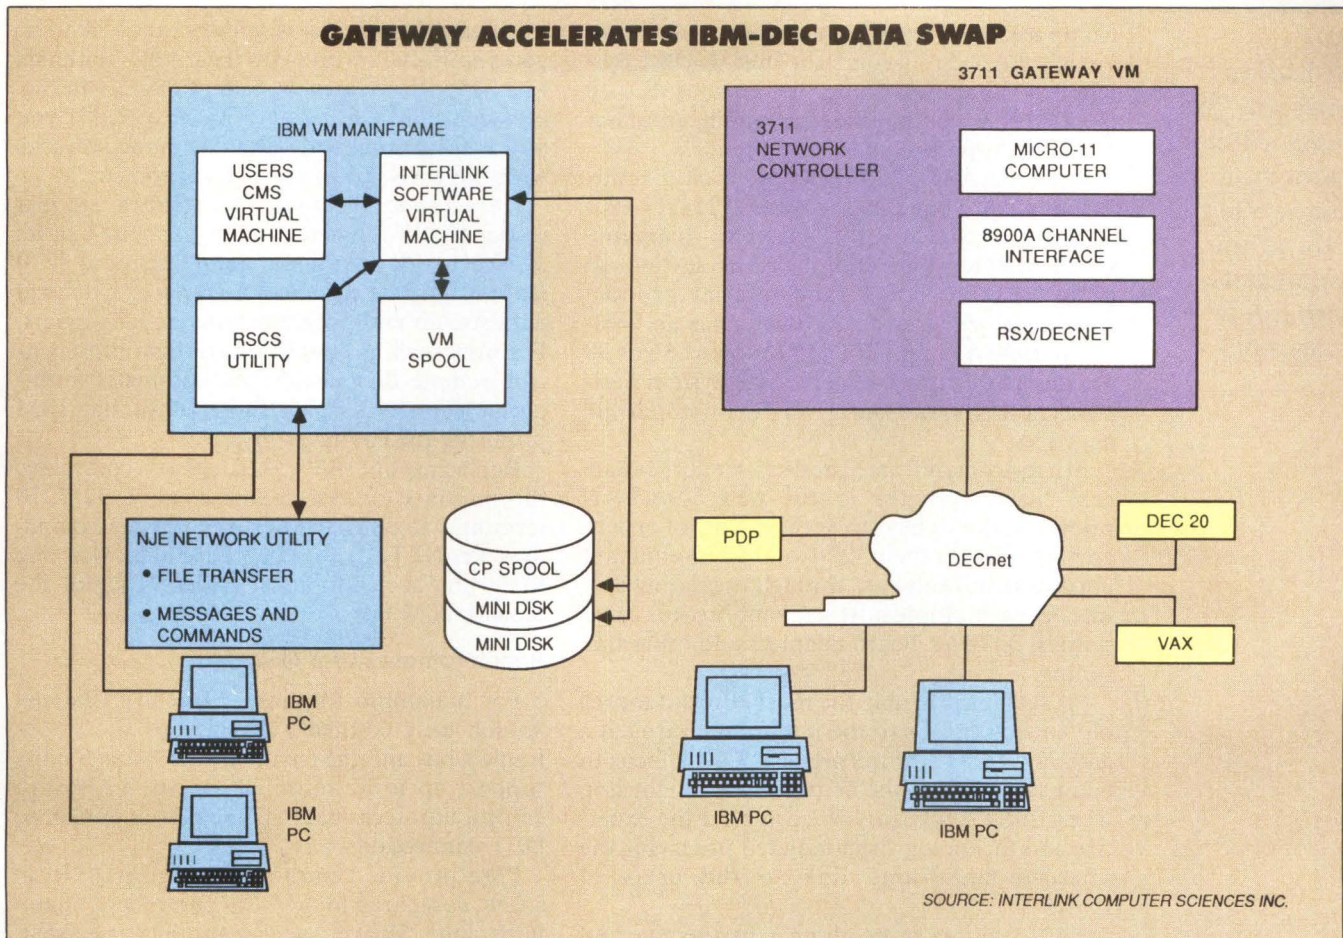 GATEWAY ACCELERATES IBM-DEC DATA SWAP
3711 GATEWAY VM
IBM VM MAINFRAME
USERS
CMS
VIRTUAL
MACHINE
INTERLINK
SOFTWARE
VIRTUAL
MACHINE
RSCS
UTILITY
VM
SPOOL
3711
NETWORK
CONTROLLER
MICRO-11
COMPUTER
8900A CHANNEL
INTERFACE
RSX/DECNET
NJE NETWORK UTILITY
• FILE TRANSFER
• MESSAGES AND
COMMANDS
CP SPOOL
MINI DISK
MINI DISK
PDP
DECnet
DEC 20
VAX
IBM
PC
IBM
PC
IBM PC
IBM PC
SOURCE: INTERLINK COMPUTER SCIENCES INC.